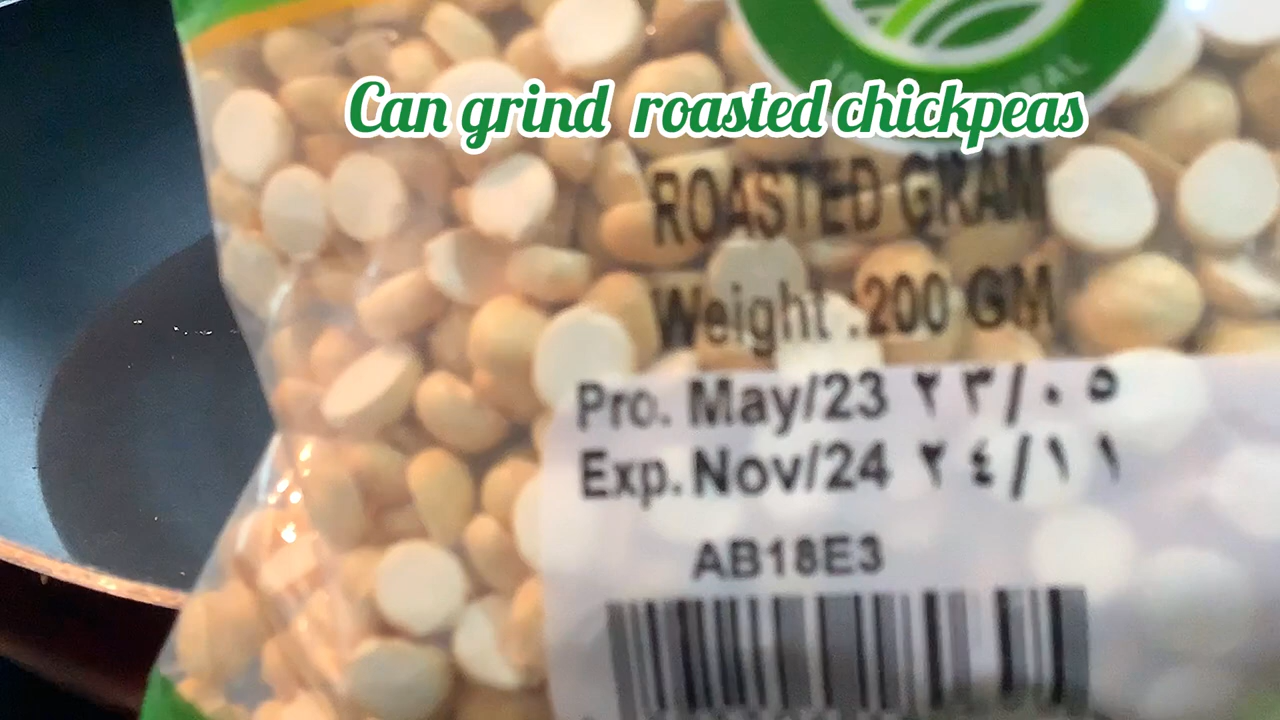 Can grind roasted chickpeas
ROASTED GRAM
Weight .200 GM
Pro. May/23 ٢٣/٠٥
Exp. Nov/24 ٢٤/١١
AB18E3